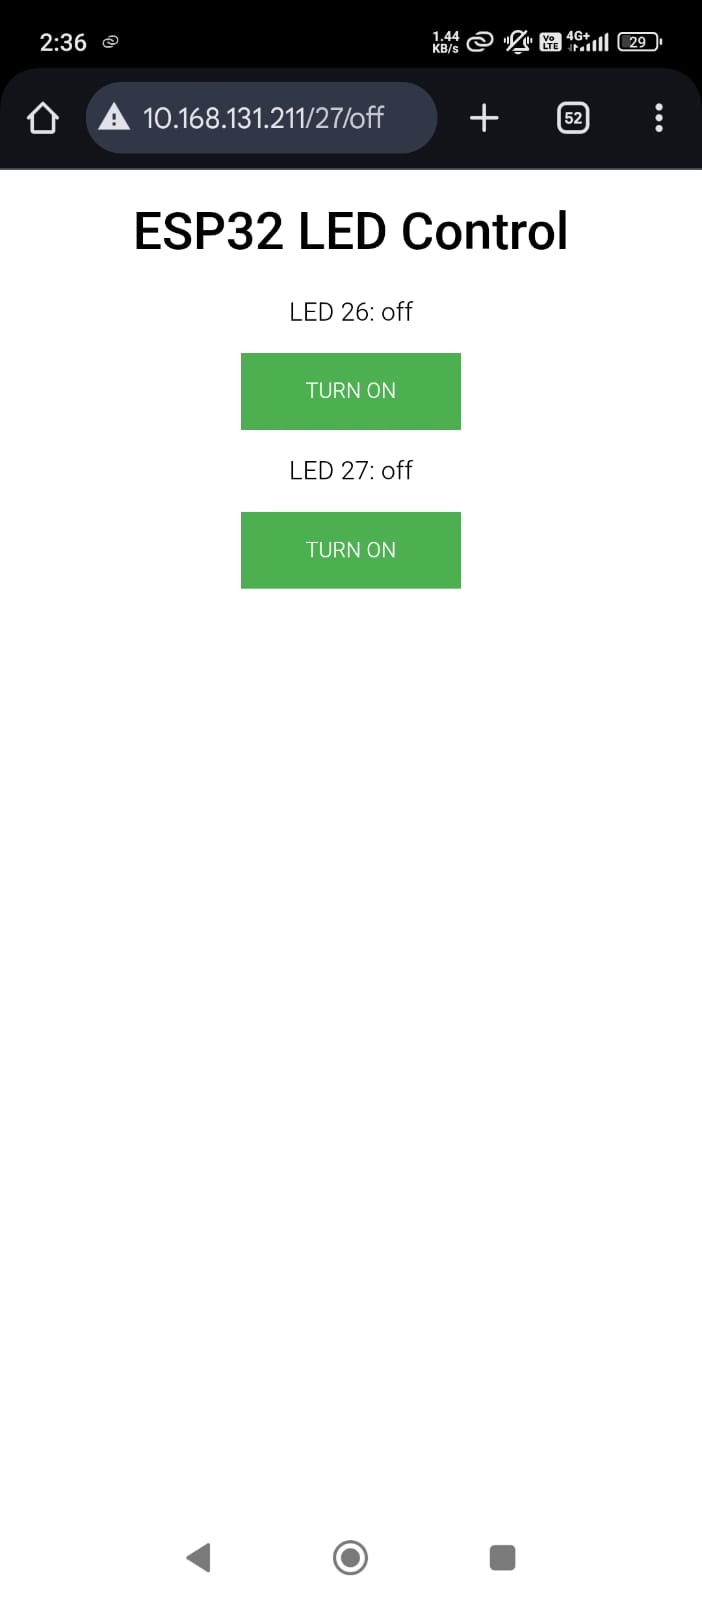 2:36
1.44
KB/s
Vo
LTE
4G+
29
10.168.131.211/27/off
52
ESP32 LED Control
LED 26: off
TURN ON
LED 27: off
TURN ON